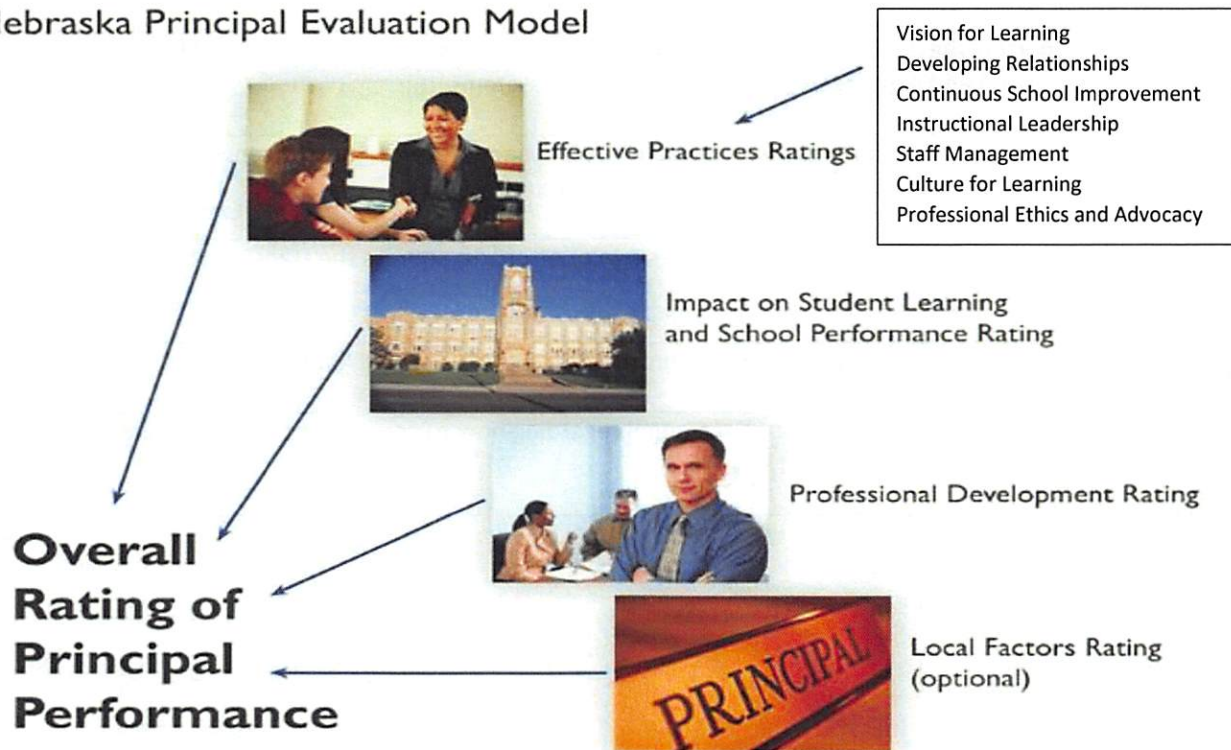 ebraska Principal Evaluation Model
Vision for Learning
Developing Relationships
Continuous School Improvement
Instructional Leadership
Staff Management
Culture for Learning
Professional Ethics and Advocacy
Effective Practices Ratings
Impact on Student Learning
and School Performance Rating
Professional Development Rating
Overall
Rating of
Principal
Performance
PRINCIPAL
Local Factors Rating
(optional)